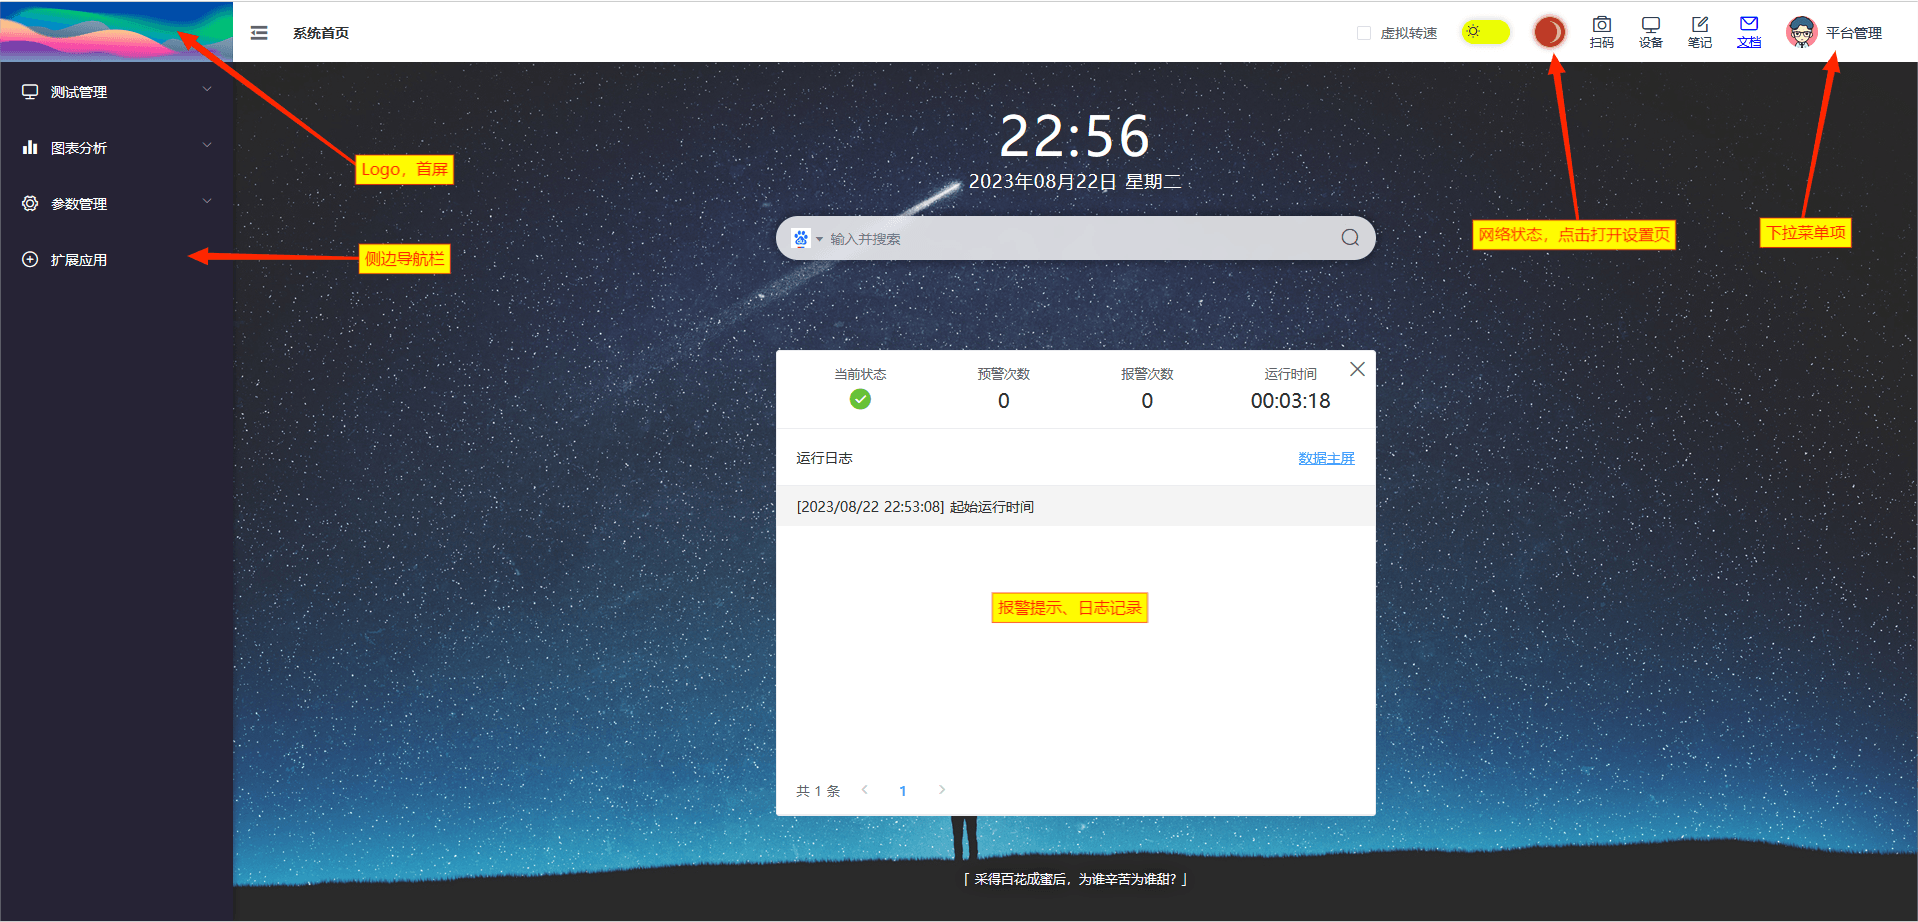 系统首页
虚拟转速
扫码
设备
笔记
文档
平台管理
测试管理
图表分析
参数管理
扩展应用
Logo，首屏
侧边导航栏
网络状态，点击打开设置页
下拉菜单项
22:56
2023年08月22日 星期二
输入并搜索
当前状态
预警次数
报警次数
运行时间
0
0
00:03:18
运行日志
数据主屏
[2023/08/22 22:53:08] 起始运行时间
报警提示、日志记录
共 1 条
1
「 采得百花成蜜后，为谁辛苦为谁甜？」